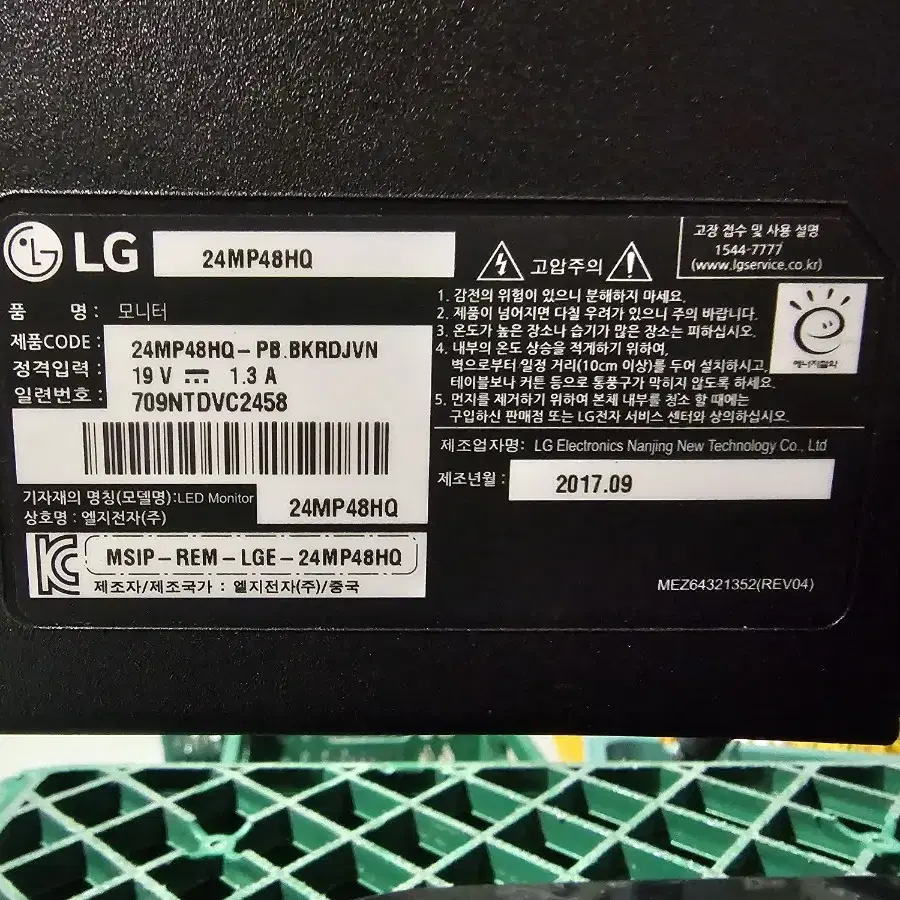 LG
24MP48HQ
품 명 : 모니터
제품CODE :
24MP48HQ-PB.BKRDJVN
정격입력 :
19 V ⎓ 1.3 A
일련번호 :
709NTDVC2458
기자재의 명칭(모델명):LED Monitor
24MP48HQ
상호명 : 엘지전자(주)
MSIP-REM-LGE-24MP48HQ
제조자/제조국가 : 엘지전자(주)/중국
고압주의
고장 접수 및 사용 설명
1544-7777
(www.lgservice.co.kr)
1. 감전의 위험이 있으니 분해하지 마세요.
2. 제품이 넘어지면 다칠 우려가 있으니 주의 바랍니다.
3. 온도가 높은 장소나 습기가 많은 장소는 피하십시오.
4. 내부의 온도 상승을 적게하기 위하여,
벽으로부터 일정 거리(10cm 이상)를 두어 설치하시고,
테이블보나 커튼 등으로 통풍구가 막히지 않도록 하세요.
5. 먼지를 제거하기 위하여 본체 내부를 청소 할 때에는
구입하신 판매점 또는 LG전자 서비스 센터와 상의하십시오.
에너지절약
제조업자명: LG Electronics Nanjing New Technology Co., Ltd
제조년월 :
2017.09
MEZ64321352(REV04)